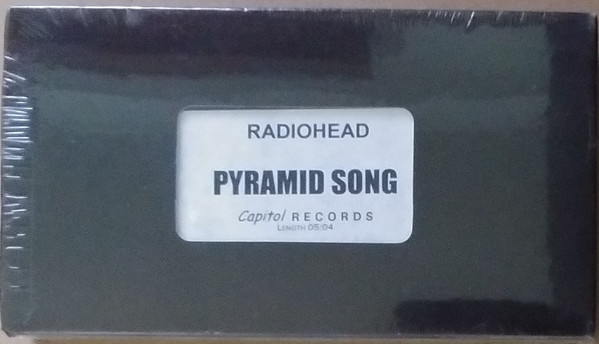 RADIOHEAD
PYRAMID SONG
Capitol RECORDS
LENGTH 05:04